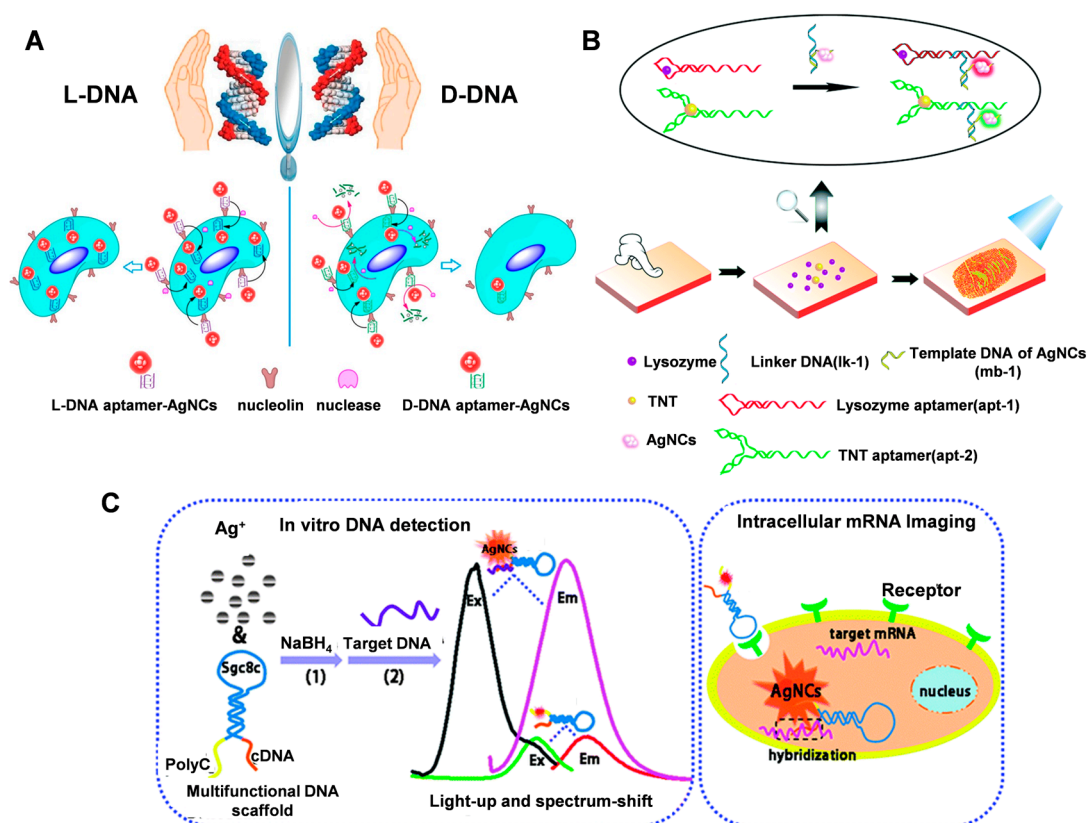 A
L-DNA
D-DNA
L-DNA aptamer-AgNCs
nucleolin
nuclease
D-DNA aptamer-AgNCs
B
Lysozyme
Linker DNA(lk-1)
Template DNA of AgNCs
(mb-1)
TNT
Lysozyme aptamer(apt-1)
AgNCs
TNT aptamer(apt-2)
C
In vitro DNA detection
Ag⁺
&
Sgc8c
PolyC
cDNA
Multifunctional DNA
scaffold
NaBH₄
(1)
Target DNA
(2)
AgNCs
Ex
Em
Ex
Em
Light-up and spectrum-shift
Intracellular mRNA Imaging
Receptor
target mRNA
AgNCs
nucleus
hybridization